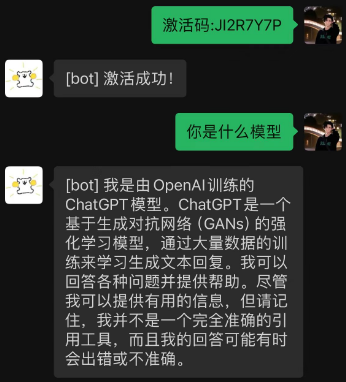 激活码:JI2R7Y7P
[bot] 激活成功！
你是什么模型
[bot] 我是由OpenAI训练的
ChatGPT模型。ChatGPT是一个
基于生成对抗网络（GANs）的强
化学习模型，通过大量数据的训
练来学习生成文本回复。我可以
回答各种问题并提供帮助。尽管
我可以提供有用的信息，但请记
住，我并不是一个完全准确的引
用工具，而且我的回答可能有时
会出错或不准确。